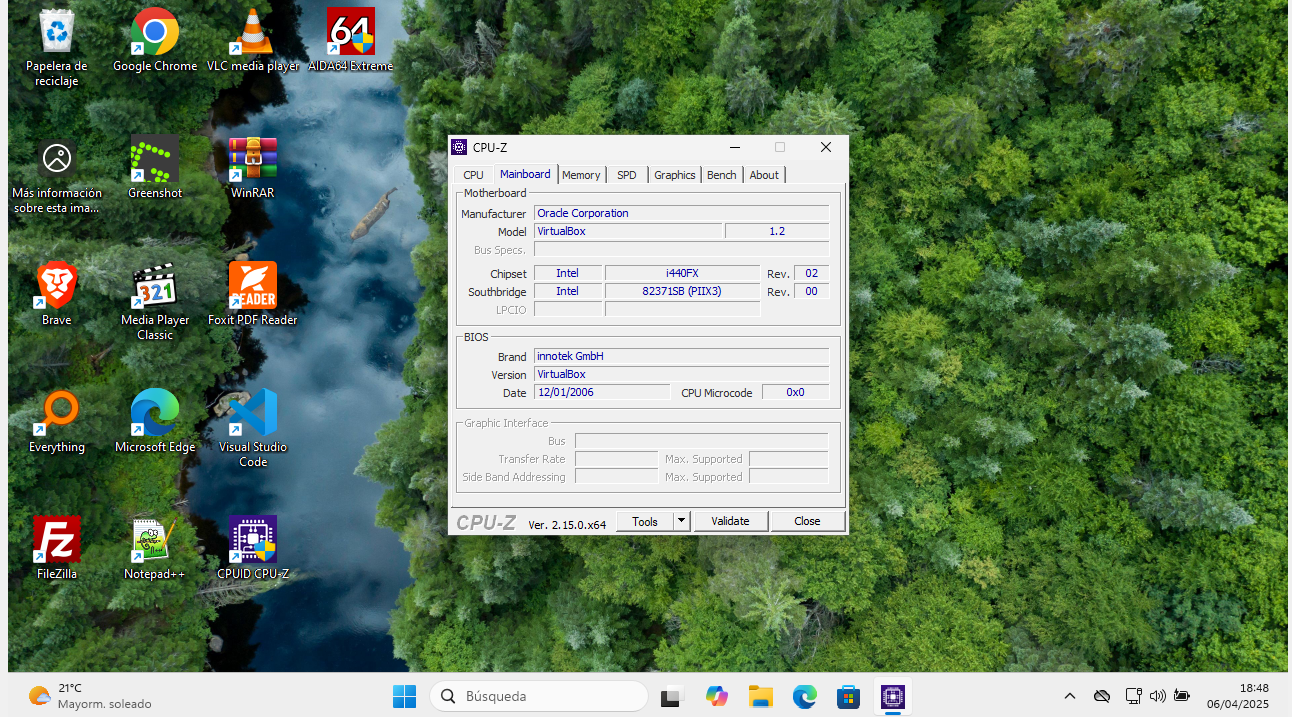 Papelera de
reciclaje
Google Chrome
VLC media player
64
AIDA64 Extreme
Más información
sobre esta ima...
Greenshot
WinRAR
Brave
321
Media Player
Classic
READER
Foxit PDF Reader
Everything
Microsoft Edge
Visual Studio
Code
Fz
FileZilla
Notepad++
CPUID CPU-Z
CPU-Z
CPU Mainboard Memory SPD Graphics Bench About
Motherboard
Manufacturer Oracle Corporation
Model VirtualBox 1.2
Bus Specs.
Chipset Intel i440FX Rev. 02
Southbridge Intel 82371SB (PIIX3) Rev. 00
LPCIO
BIOS
Brand innotek GmbH
Version VirtualBox
Date 12/01/2006 CPU Microcode 0x0
Graphic Interface
Bus
Transfer Rate Max. Supported
Side Band Addressing Max. Supported
CPU-Z Ver. 2.15.0.x64 Tools Validate Close
21°C
Mayorm. soleado
Búsqueda
18:48
06/04/2025